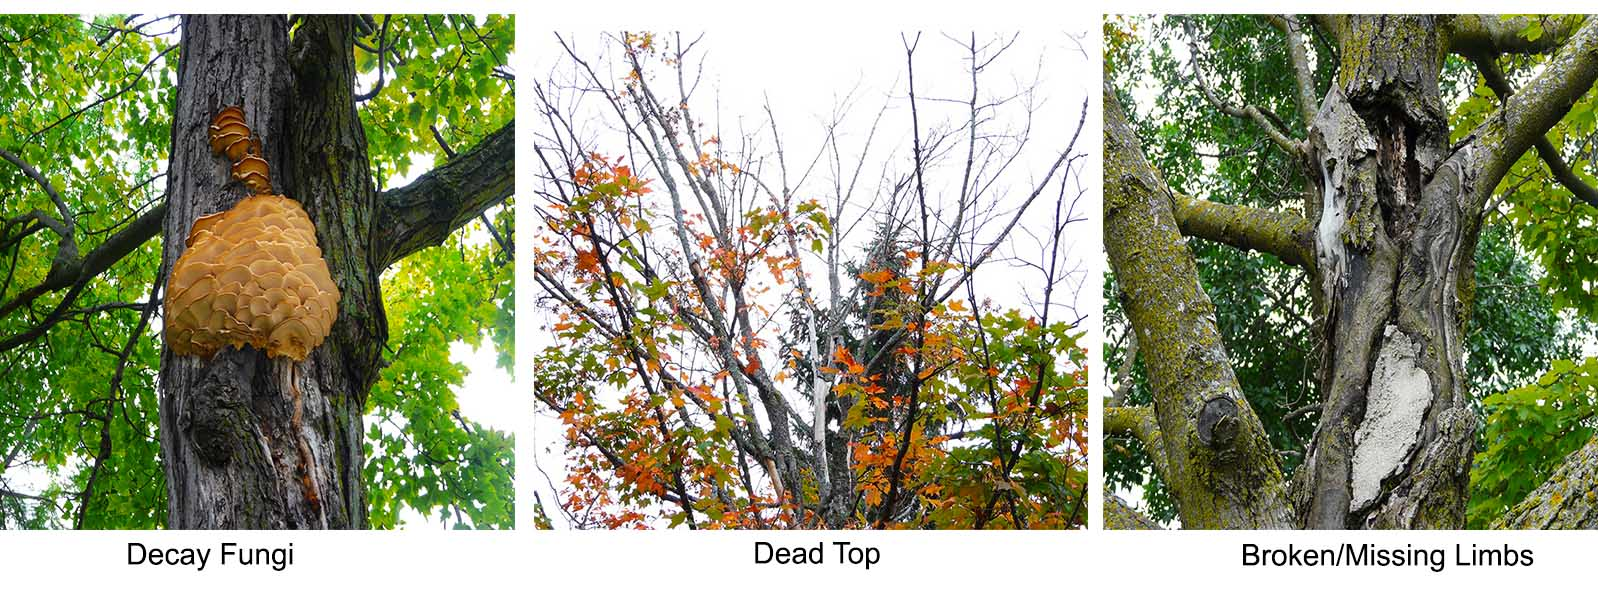 Decay Fungi
Dead Top
Broken/Missing Limbs